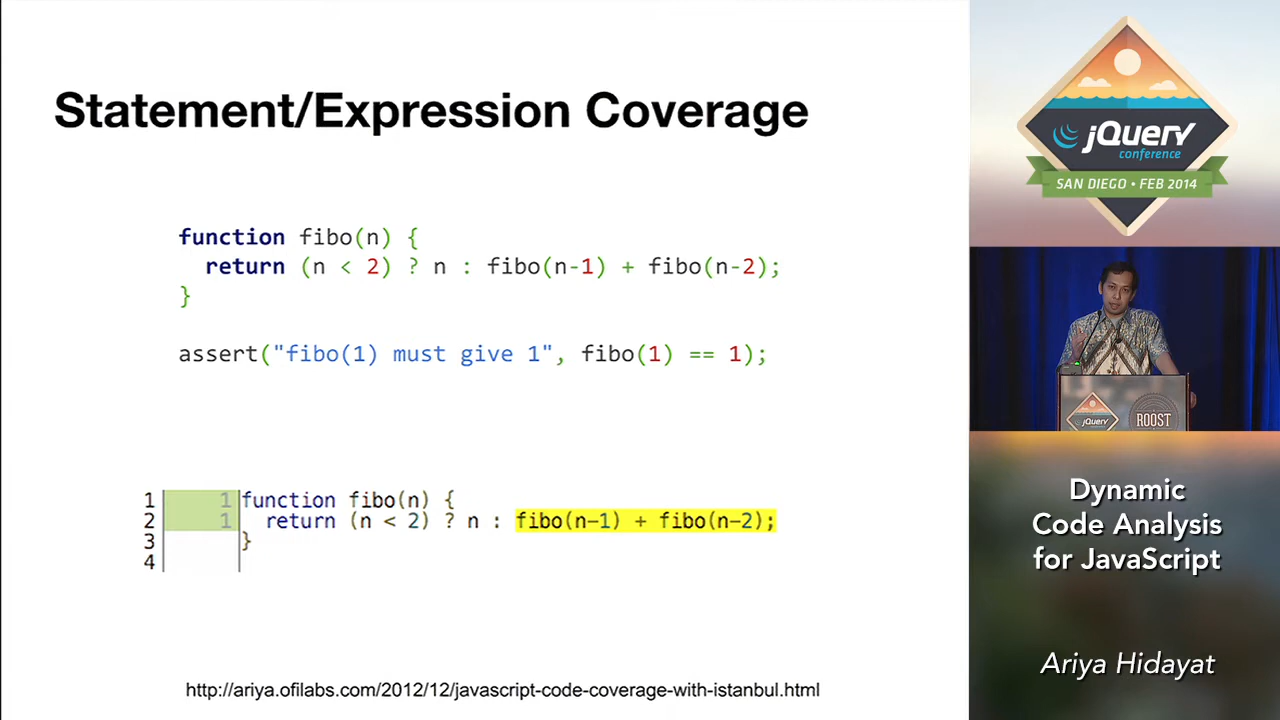 Statement/Expression Coverage
function fibo(n) {
return (n < 2) ? n : fibo(n-1) + fibo(n-2);
}
assert("fibo(1) must give 1", fibo(1) == 1);
1 1 function fibo(n) {
2 1 return (n < 2) ? n : fibo(n-1) + fibo(n-2);
3 }
4
http://ariya.ofilabs.com/2012/12/javascript-code-coverage-with-istanbul.html
jQuery
conference
SAN DIEGO • FEB 2014
jQuery
ROOST
Dynamic
Code Analysis
for JavaScript
Ariya Hidayat